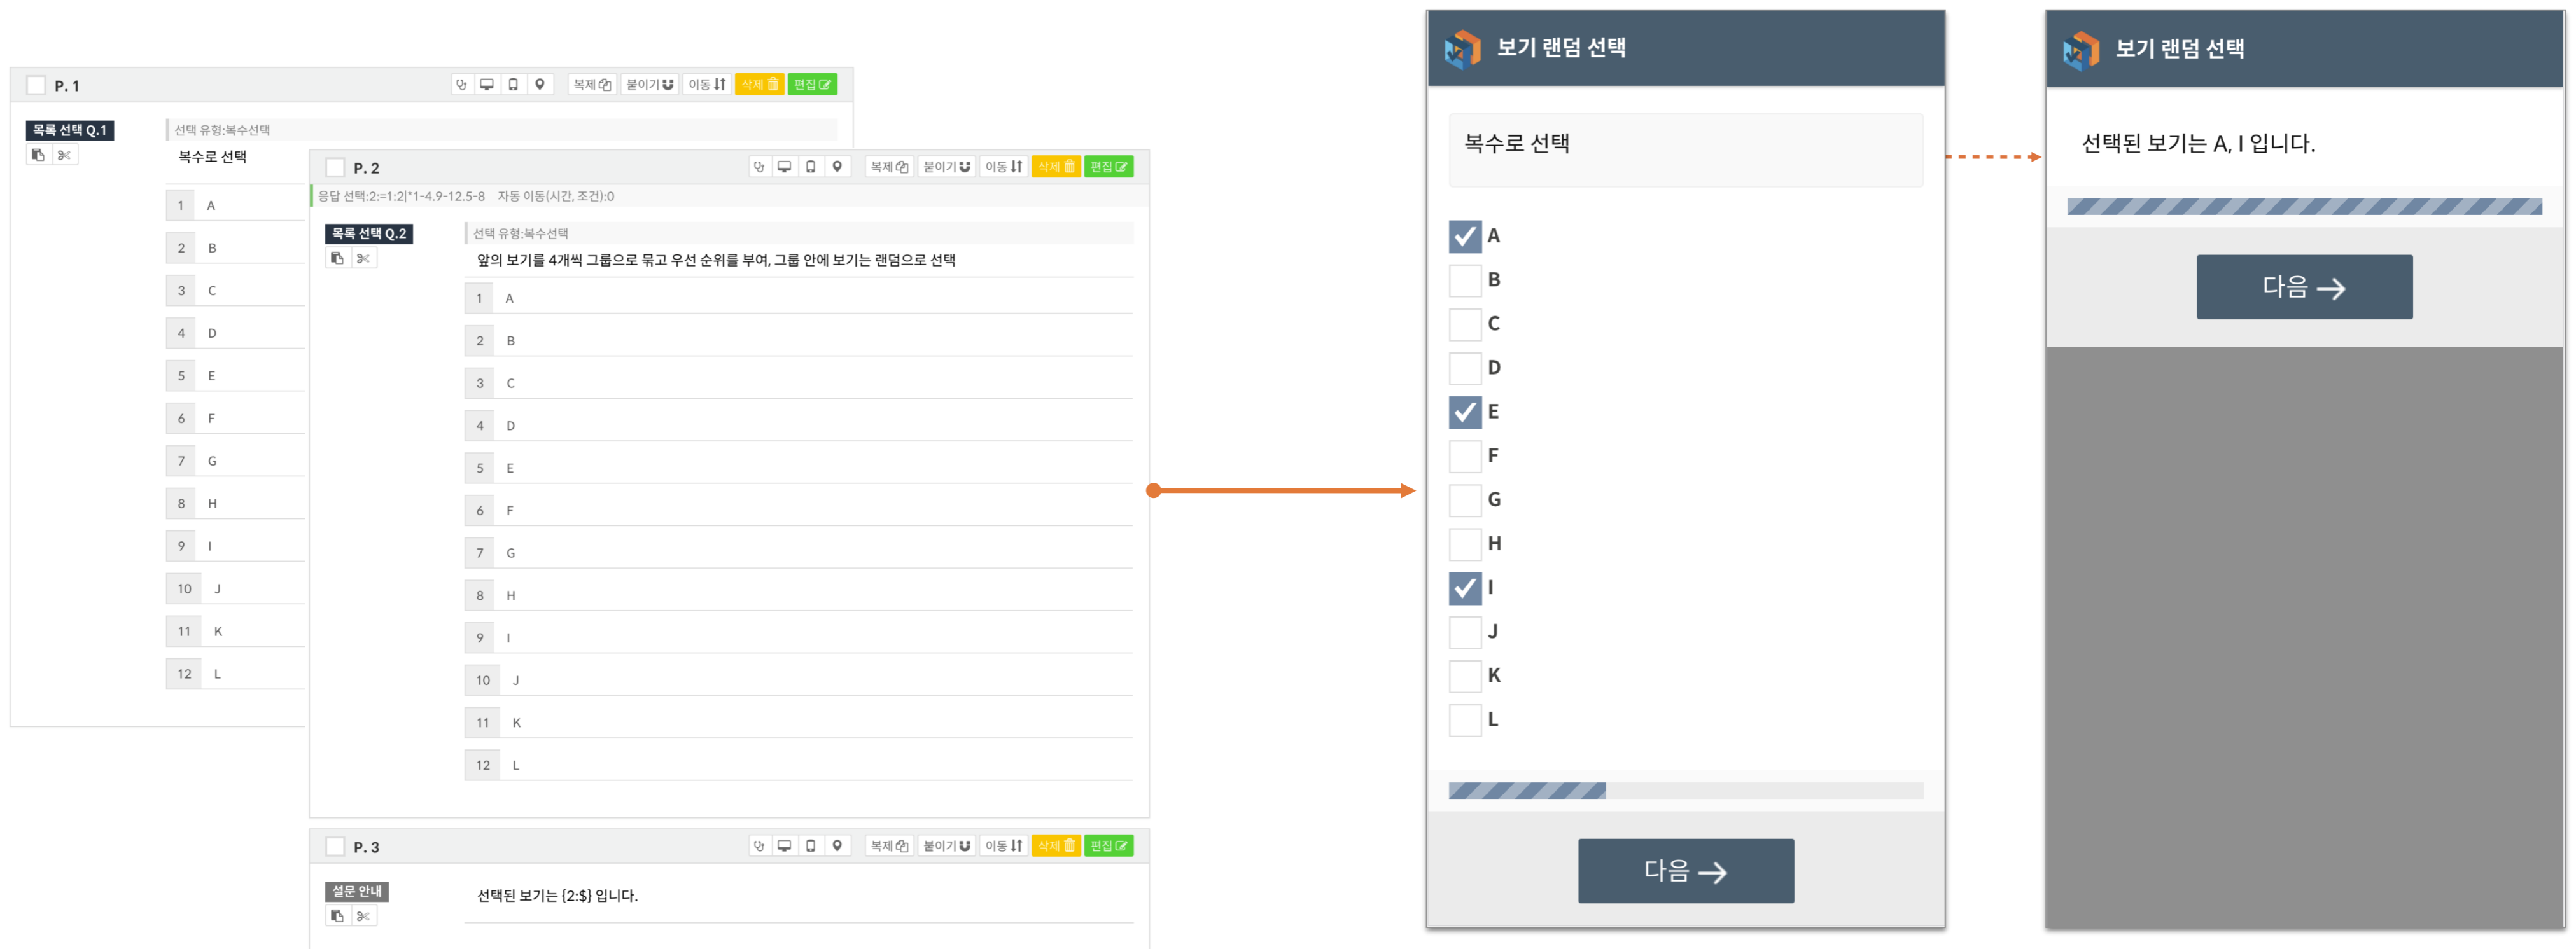 P. 1
복제 붙이기 이동 삭제 편집
목록 선택 Q.1
선택 유형:복수선택
복수로 선택
1 A
2 B
3 C
4 D
5 E
6 F
7 G
8 H
9 I
10 J
11 K
12 L
P. 2
복제 붙이기 이동 삭제 편집
응답 선택:2:=1:2|*1-4.9-12.5-8 자동 이동(시간, 조건):0
목록 선택 Q.2
선택 유형:복수선택
앞의 보기를 4개씩 그룹으로 묶고 우선 순위를 부여, 그룹 안에 보기는 랜덤으로 선택
1 A
2 B
3 C
4 D
5 E
6 F
7 G
8 H
9 I
10 J
11 K
12 L
P. 3
복제 붙이기 이동 삭제 편집
설문 안내
선택된 보기는 {2:$} 입니다.
보기 랜덤 선택
복수로 선택
A
B
C
D
E
F
G
H
I
J
K
L
다음
보기 랜덤 선택
선택된 보기는 A, I 입니다.
다음